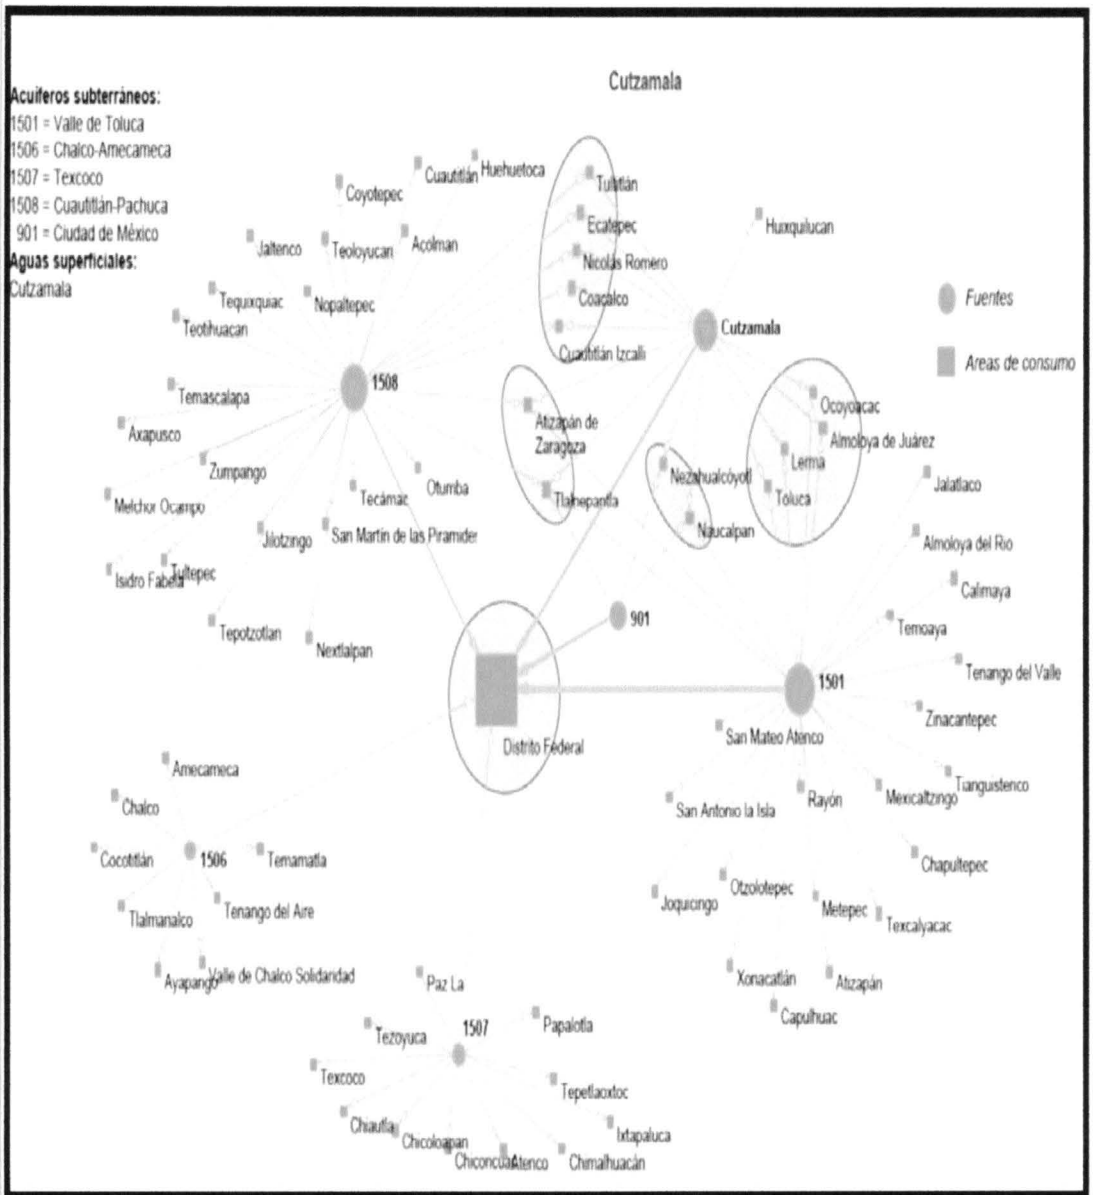 Cutzamala
Acuíferos subterráneos:
1501 = Valle de Toluca
1506 = Chalco-Amecameca
1507 = Texcoco
1508 = Cuautitlán-Pachuca
901 = Ciudad de México
Aguas superficiales:
Cutzamala
Huehuetoca
Cuautitlán
Coyotepec
Tultitlán
Ecatepec
Huixquilucan
Jaltenco
Teoloyucan
Acolman
Nicolás Romero
Tequixquiac
Nopaltepec
Coacalco
Fuentes
Teotihuacan
Cutzamala
Cuautitlán Izcalli
Areas de consumo
1508
Temascalapa
Ocoyoacac
Axapusco
Atizapán de
Zaragoza
Almoloya de Juárez
Zumpango
Lerma
Nezahualcóyotl
Otumba
Jalatlaco
Tecámac
Toluca
Tlalnepantla
Melchor Ocampo
Naucalpan
Jilotzingo
San Martín de las Piramider
Almoloya del Rio
Isidro Fabela
Tultepec
Calimaya
901
Temoaya
Tepotzotlan
Nextlalpan
Tenango del Valle
1501
Zinacantepec
San Mateo Atenco
Distrito Federal
Amecameca
Tianguistenco
Chalco
San Antonio la Isla
Rayón
Mexicaltzingo
Cocotitlán
1506
Temamatla
Chapultepec
Otzolotepec
Joquicingo
Tlalmanalco
Tenango del Aire
Metepec
Texcalyacac
Ayapango
Valle de Chalco Solidaridad
Paz La
Xonacatlán
Atizapán
Capulhuac
1507
Papalotla
Tezoyuca
Texcoco
Tepetlaoxtoc
Chiautla
Chicoloapan
Ixtapaluca
Chiconcuac
Atenco
Chimalhuacán